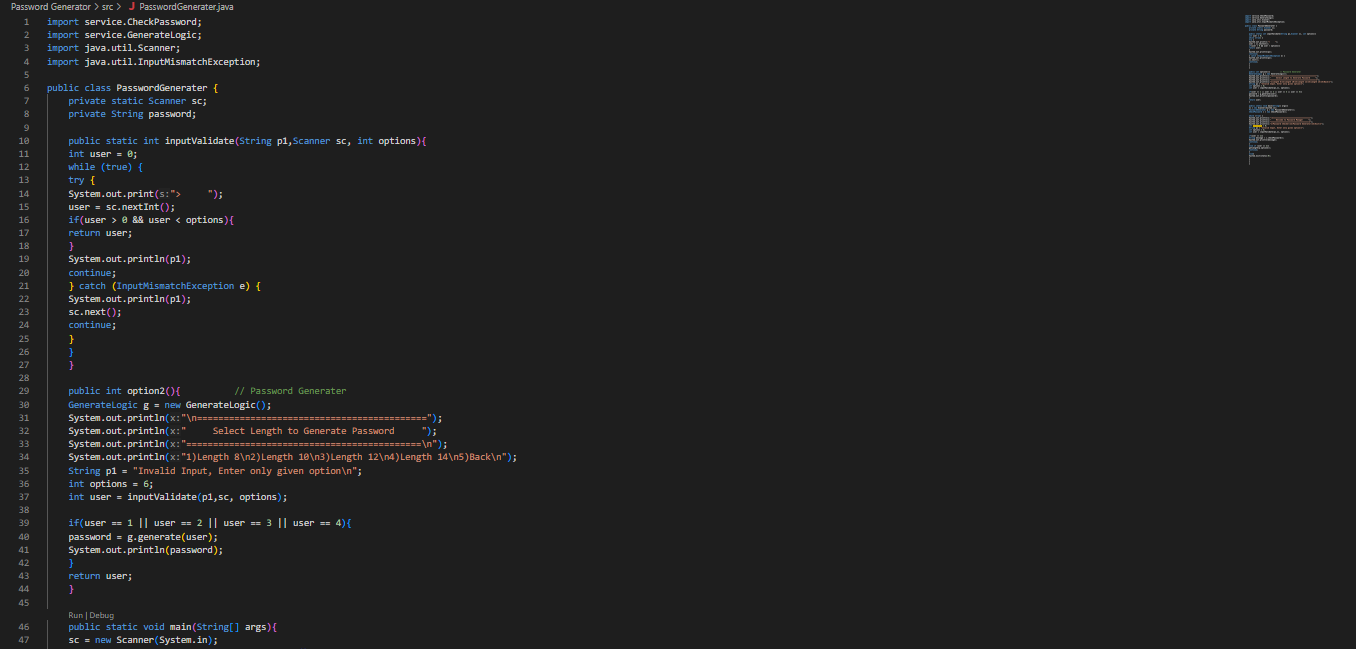 Password Generator > src > J PasswordGenerater.java
1 import service.CheckPassword;
2 import service.GenerateLogic;
3 import java.util.Scanner;
4 import java.util.InputMismatchException;
5
6 public class PasswordGenerater {
7 private static Scanner sc;
8 private String password;
9
10 public static int inputValidate(String p1,Scanner sc, int options){
11 int user = 0;
12 while (true) {
13 try {
14 System.out.print(s:">     ");
15 user = sc.nextInt();
16 if(user > 0 && user < options){
17 return user;
18 }
19 System.out.println(p1);
20 continue;
21 } catch (InputMismatchException e) {
22 System.out.println(p1);
23 sc.next();
24 continue;
25 }
26 }
27 }
28
29 public int option2(){          // Password Generater
30 GenerateLogic g = new GenerateLogic();
31 System.out.println(x:"\n===========================================");
32 System.out.println(x:"     Select Length to Generate Password     ");
33 System.out.println(x:"============================================\n");
34 System.out.println(x:"1)Length 8\n2)Length 10\n3)Length 12\n4)Length 14\n5)Back\n");
35 String p1 = "Invalid Input, Enter only given option\n";
36 int options = 6;
37 int user = inputValidate(p1,sc, options);
38
39 if(user == 1 || user == 2 || user == 3 || user == 4){
40 password = g.generate(user);
41 System.out.println(password);
42 }
43 return user;
44 }
45
Run | Debug
46 public static void main(String[] args){
47 sc = new Scanner(System.in);